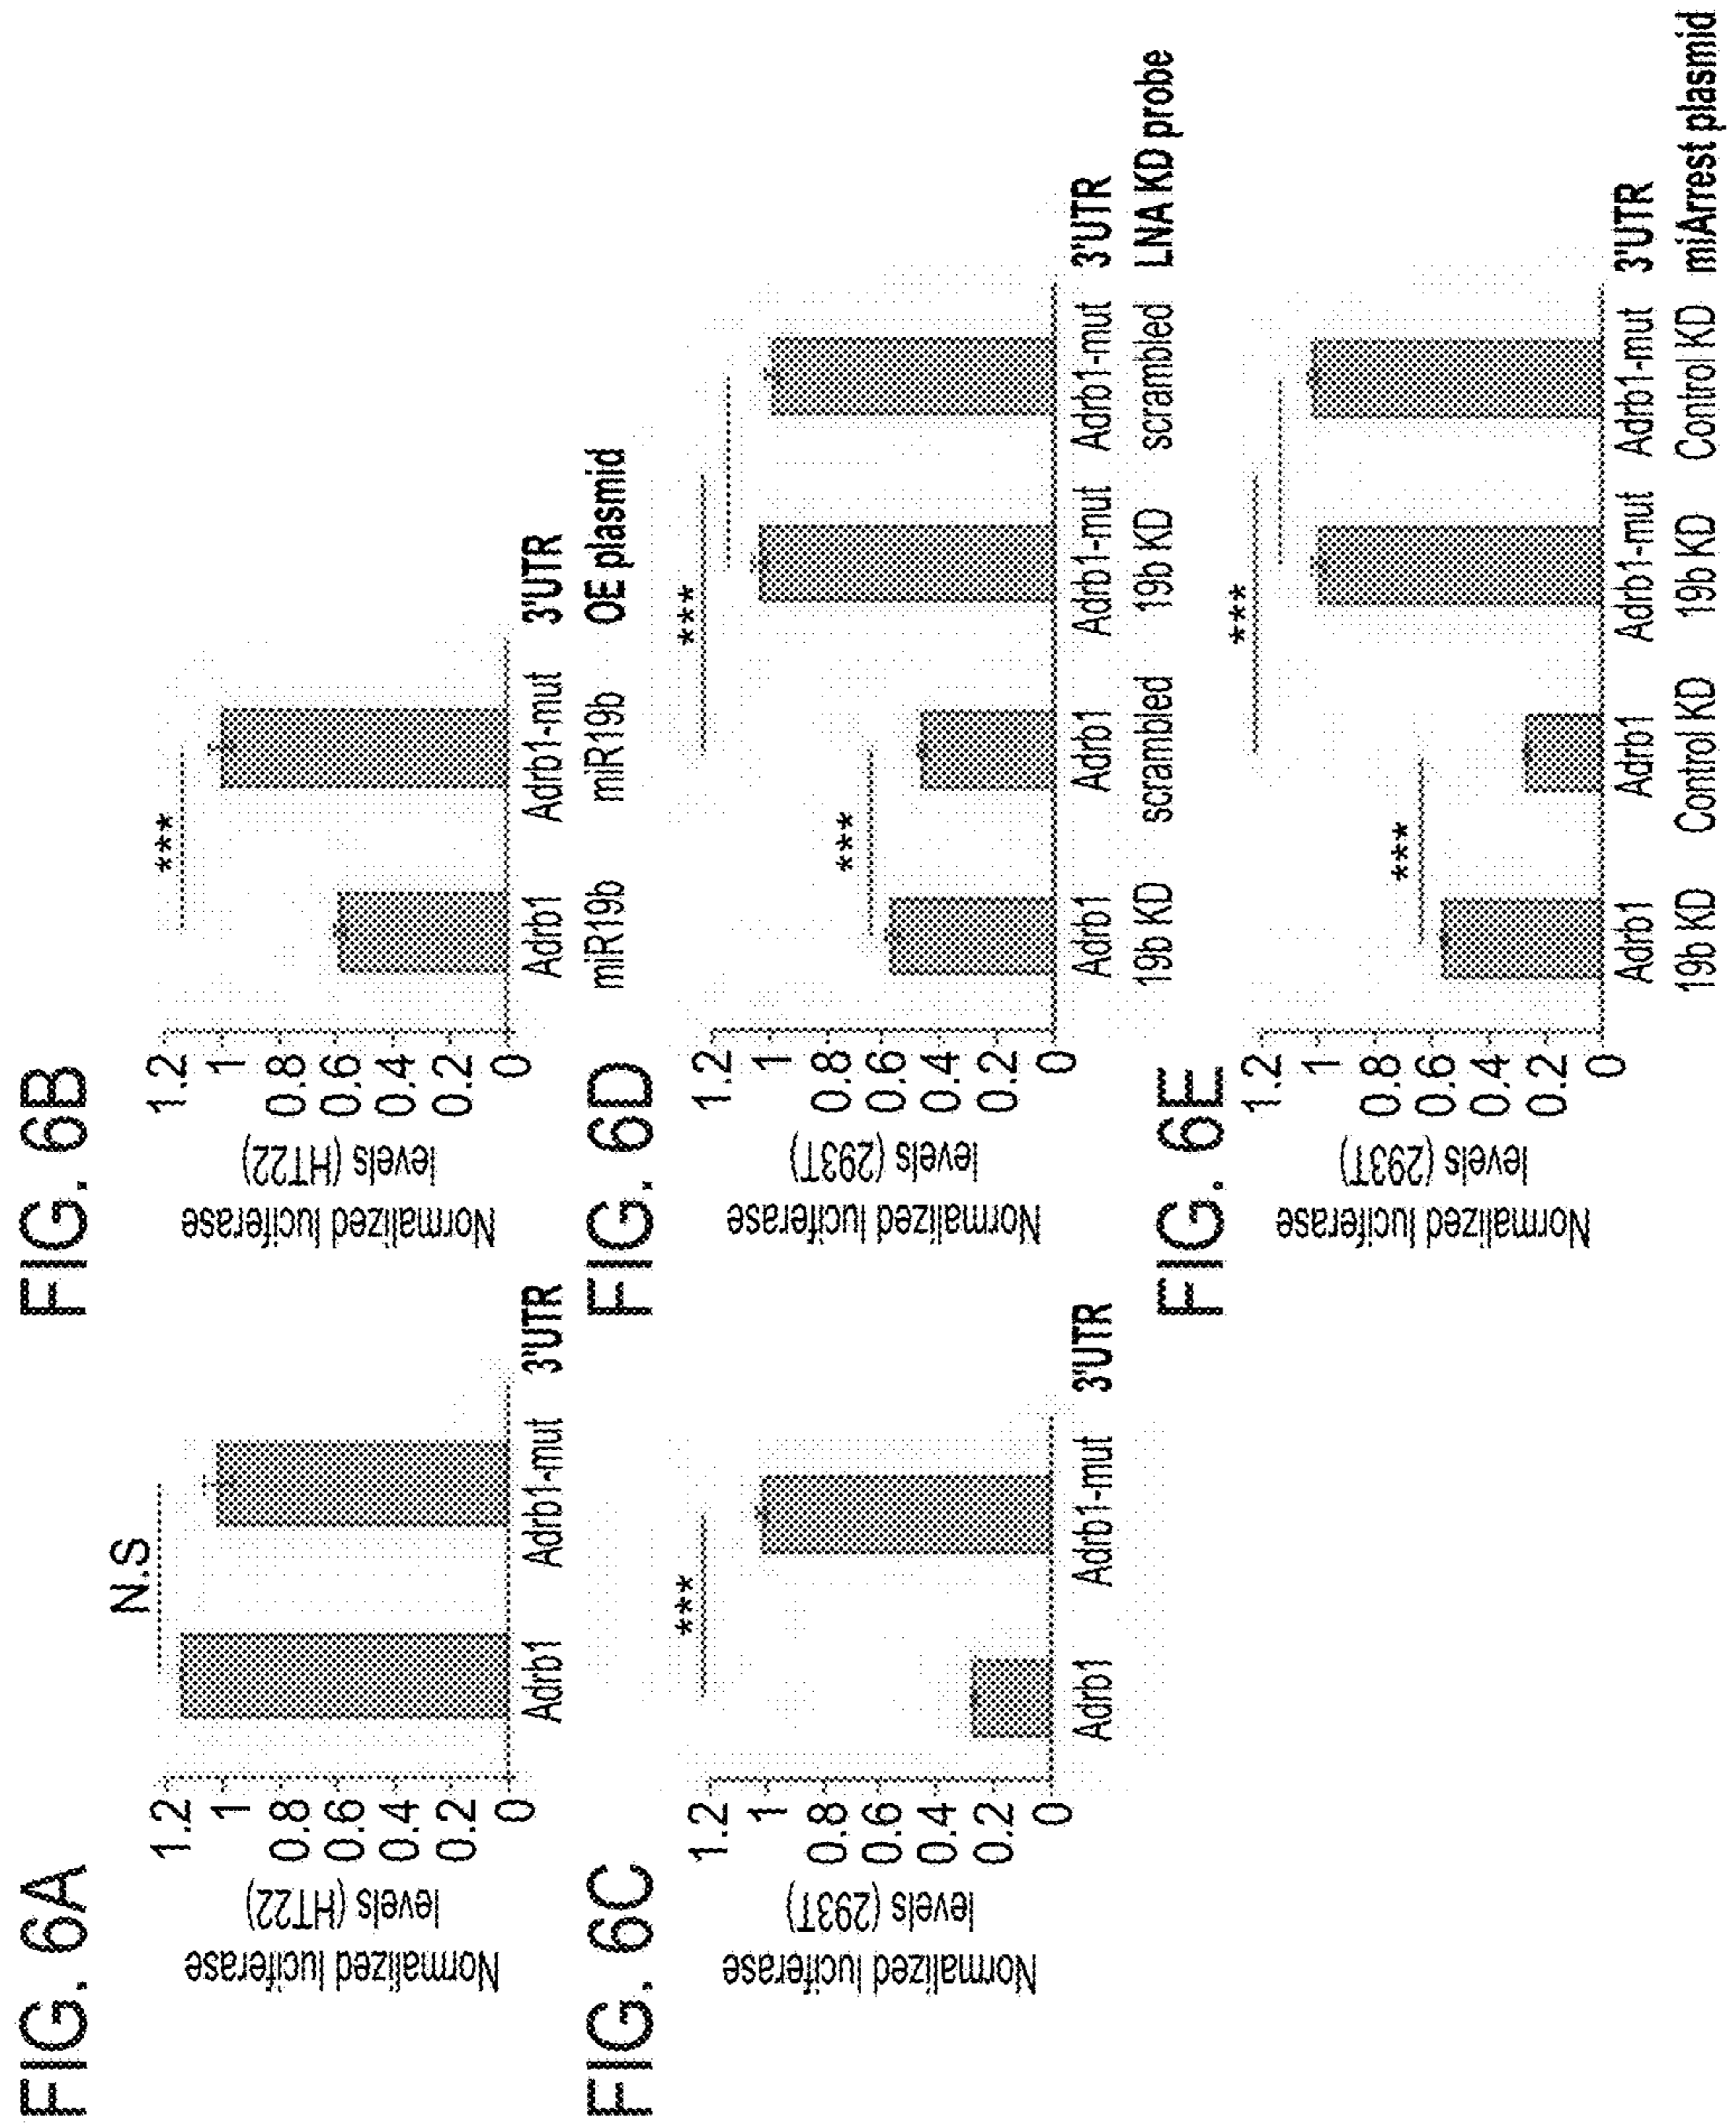 FIG. 6A
Normalized luciferase
levels (HT22)
1.2
1
0.8
0.6
0.4
0.2
0
N.S
Adrb1 Adrb1-mut 3'UTR
FIG. 6B
Normalized luciferase
levels (HT22)
1.2
1
0.8
0.6
0.4
0.2
0
***
Adrb1 Adrb1-mut 3'UTR
miR19b miR19b OE plasmid
FIG. 6C
Normalized luciferase
levels (293T)
1.2
1
0.8
0.6
0.4
0.2
0
***
Adrb1 Adrb1-mut 3'UTR
FIG. 6D
Normalized luciferase
levels (293T)
1.2
1
0.8
0.6
0.4
0.2
0
***
***
Adrb1 Adrb1 Adrb1-mut Adrb1-mut 3'UTR
19b KD scrambled 19b KD scrambled LNA KD probe
FIG. 6E
Normalized luciferase
levels (293T)
1.2
1
0.8
0.6
0.4
0.2
0
***
***
Adrb1 Adrb1 Adrb1-mut Adrb1-mut 3'UTR
19b KD Control KD 19b KD Control KD miArrest plasmid